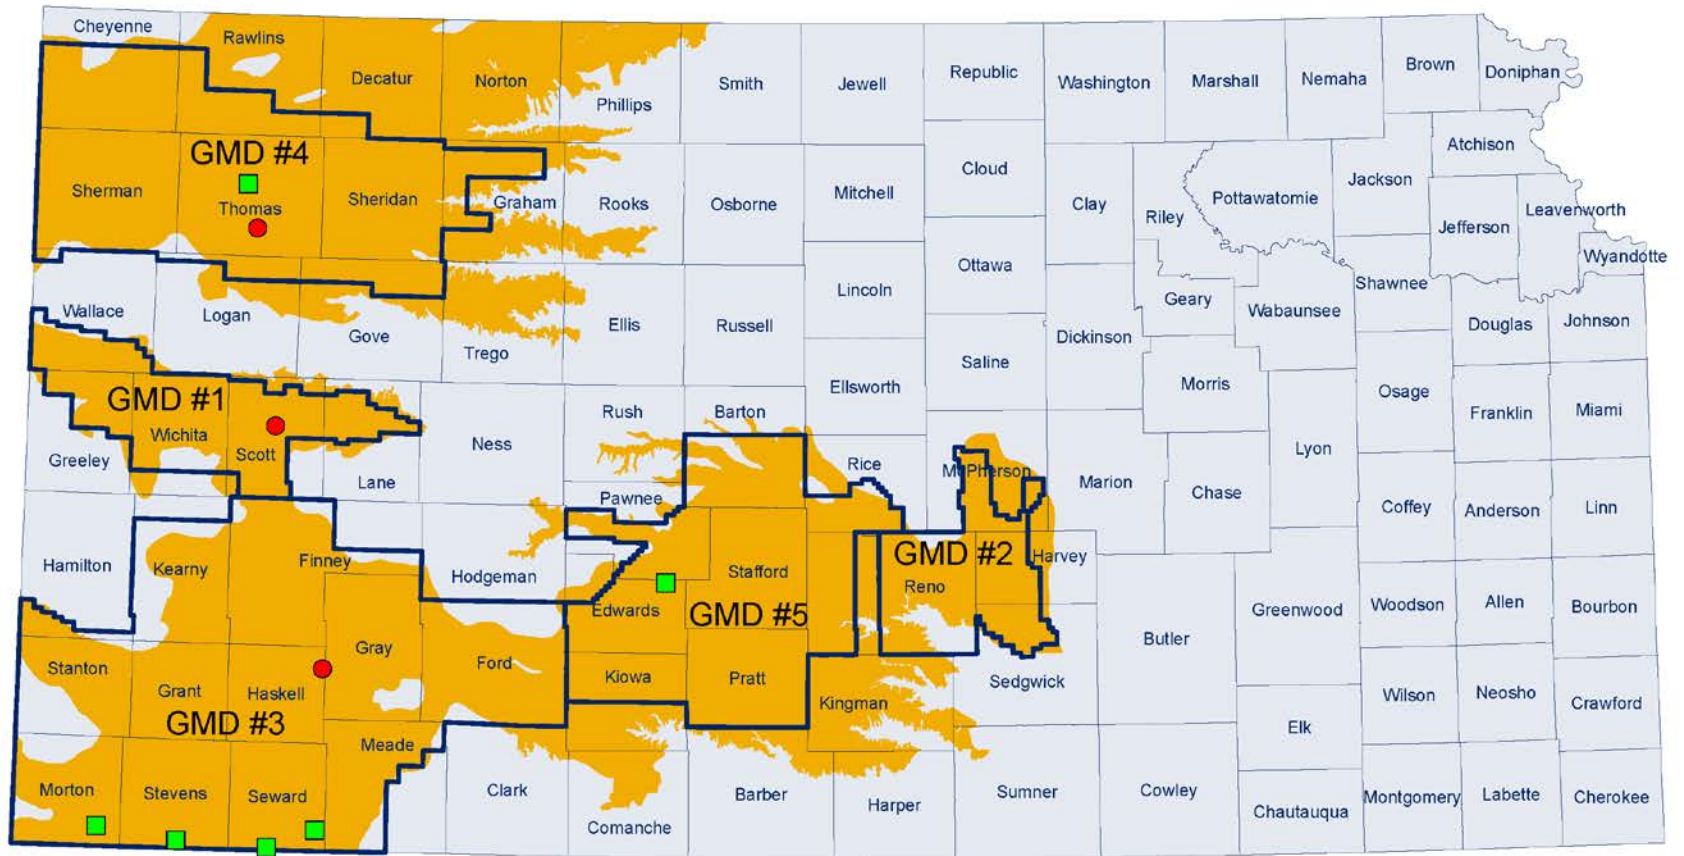 Cheyenne
Rawlins
Decatur
Norton
Phillips
Smith
Jewell
Republic
Washington
Marshall
Nemaha
Brown
Doniphan
Atchison
GMD #4
Sherman
Thomas
Sheridan
Graham
Rooks
Osborne
Mitchell
Cloud
Clay
Riley
Pottawatomie
Jackson
Jefferson
Leavenworth
Wyandotte
Wallace
Logan
Gove
Trego
Ellis
Russell
Lincoln
Ottawa
Saline
Dickinson
Geary
Wabaunsee
Shawnee
Douglas
Johnson
GMD #1
Greeley
Wichita
Scott
Lane
Ness
Rush
Barton
Ellsworth
Rice
McPherson
Marion
Morris
Chase
Lyon
Osage
Franklin
Miami
Coffey
Anderson
Linn
Hamilton
Kearny
Finney
Hodgeman
Pawnee
Edwards
Stafford
GMD #5
GMD #2
Reno
Harvey
Butler
Greenwood
Woodson
Allen
Bourbon
Stanton
Grant
Haskell
GMD #3
Gray
Ford
Kiowa
Pratt
Kingman
Sedgwick
Elk
Wilson
Neosho
Crawford
Morton
Stevens
Seward
Meade
Clark
Comanche
Barber
Harper
Sumner
Cowley
Chautauqua
Montgomery
Labette
Cherokee